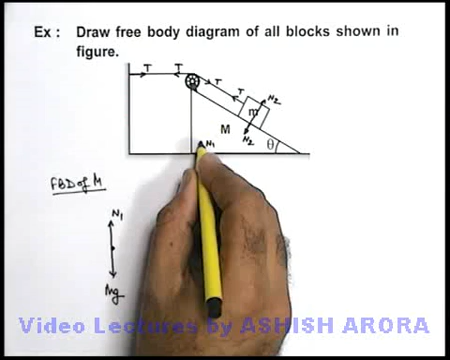 Ex : Draw free body diagram of all blocks shown in
figure.
T T
T
T N2
m
M
N2
N1 θ
FBD of M
N1
Mg
Video Lectures by ASHISH ARORA